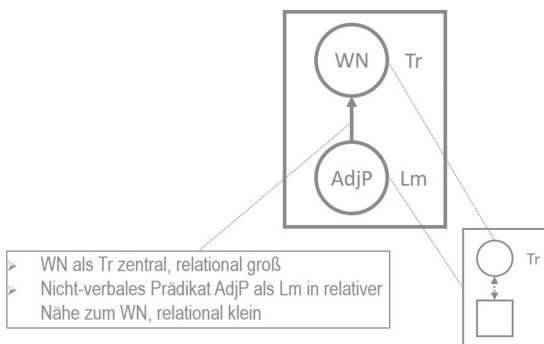 WN Tr
AdjP Lm
➢ WN als Tr zentral, relational groß
➢ Nicht-verbales Prädikat AdjP als Lm in relativer
Nähe zum WN, relational klein
Tr